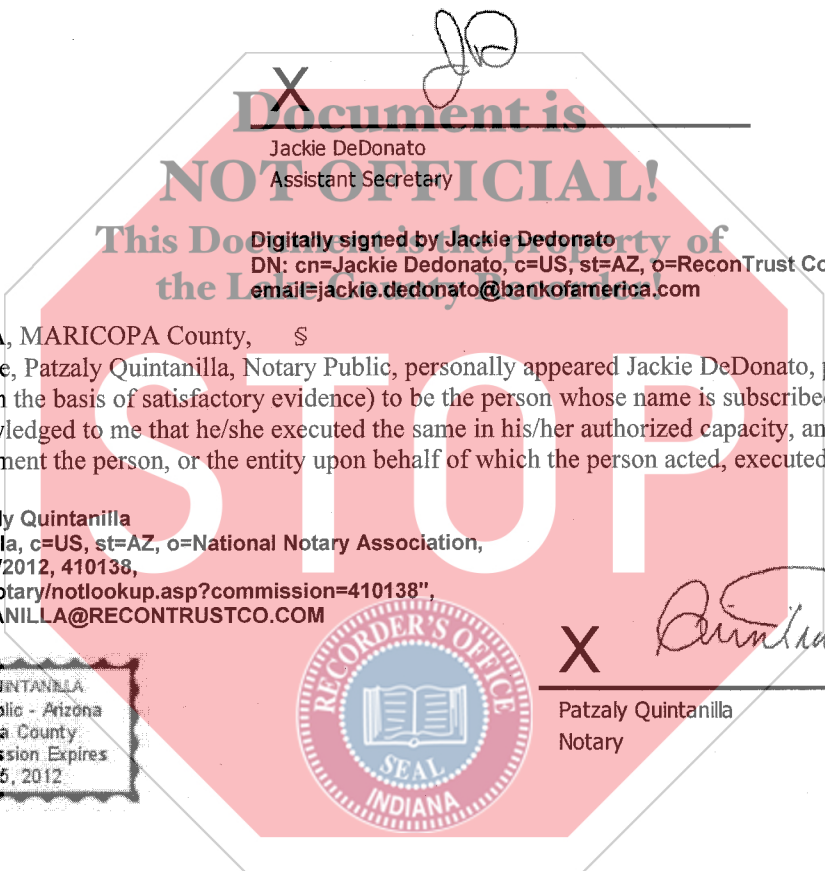 X
Document is
Jackie DeDonato
NOT OFFICIAL!
Assistant Secretary
This Document is the property of
Digitally signed by Jackie Dedonato
DN: cn=Jackie Dedonato, c=US, st=AZ, o=ReconTrust Co
the Lake County Recorder!
email=jackie.dedonato@bankofamerica.com
A, MARICOPA County, §
e, Patzaly Quintanilla, Notary Public, personally appeared Jackie DeDonato, p
n the basis of satisfactory evidence) to be the person whose name is subscribed
vledged to me that he/she executed the same in his/her authorized capacity, an
ment the person, or the entity upon behalf of which the person acted, executed
STOP
ly Quintanilla
lla, c=US, st=AZ, o=National Notary Association,
/2012, 410138,
otary/notlookup.asp?commission=410138",
ANILLA@RECONTRUSTCO.COM
RECORDER'S OFFICE
SEAL
INDIANA
X
UINTANILLA
blic - Arizona
a County
ssion Expires
5, 2012
Patzaly Quintanilla
Notary